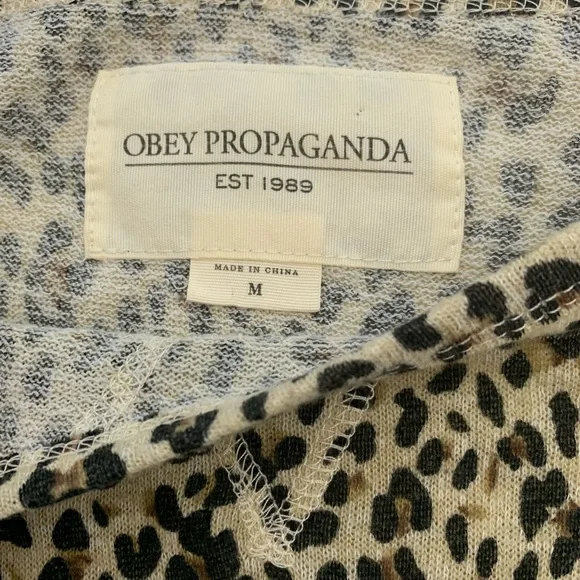 OBEY PROPAGANDA
EST 1989
MADE IN CHINA
M